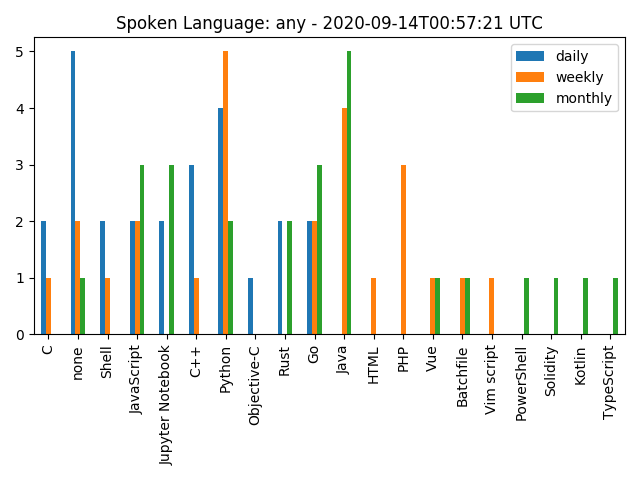 Spoken Language: any - 2020-09-14T00:57:21 UTC
daily
weekly
monthly
5
4
3
2
1
0
C
none
Shell
JavaScript
Jupyter Notebook
C++
Python
Objective-C
Rust
Go
Java
HTML
PHP
Vue
Batchfile
Vim script
PowerShell
Solidity
Kotlin
TypeScript